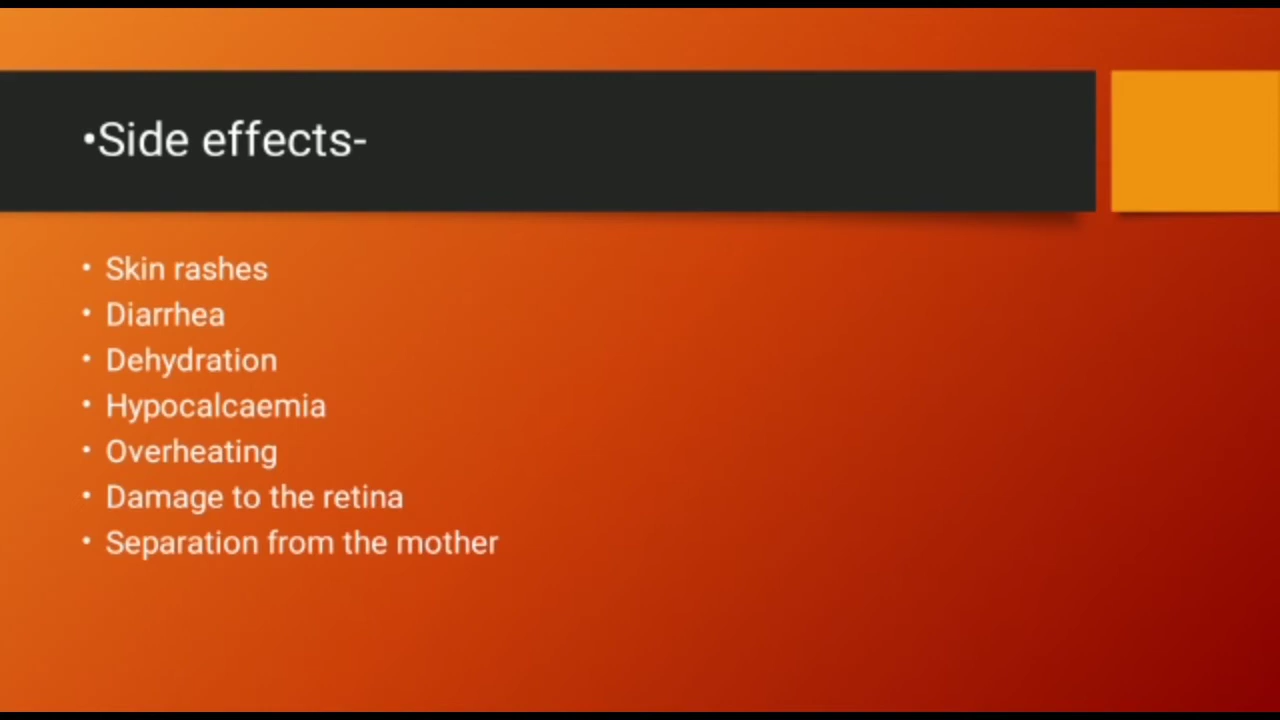 •Side effects-
• Skin rashes
• Diarrhea
• Dehydration
• Hypocalcaemia
• Overheating
• Damage to the retina
• Separation from the mother